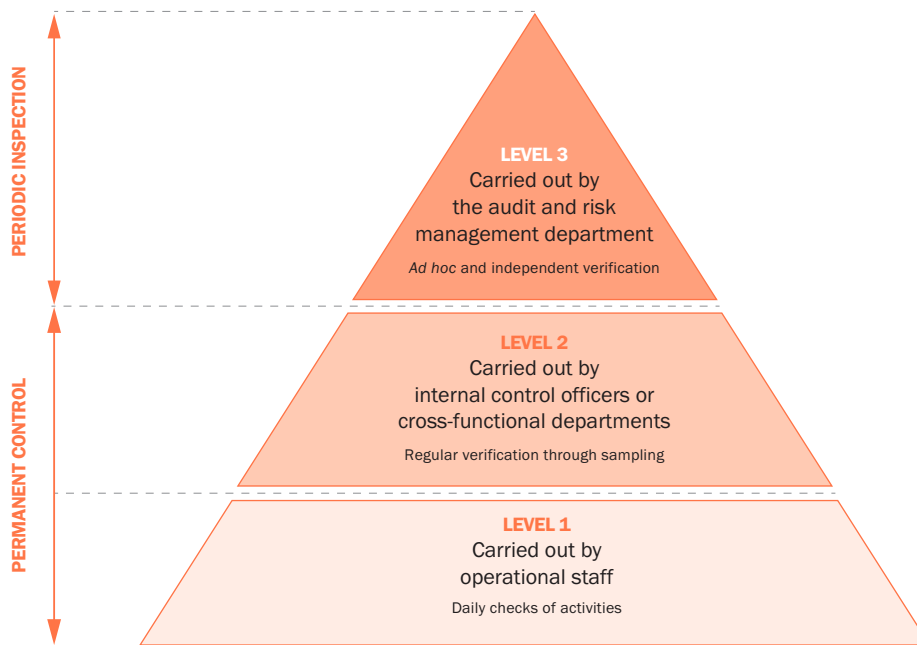 PERIODIC INSPECTION
LEVEL 3
Carried out by
the audit and risk
management department
Ad hoc and independent verification
PERMANENT CONTROL
LEVEL 2
Carried out by
internal control officers or
cross-functional departments
Regular verification through sampling
LEVEL 1
Carried out by
operational staff
Daily checks of activities